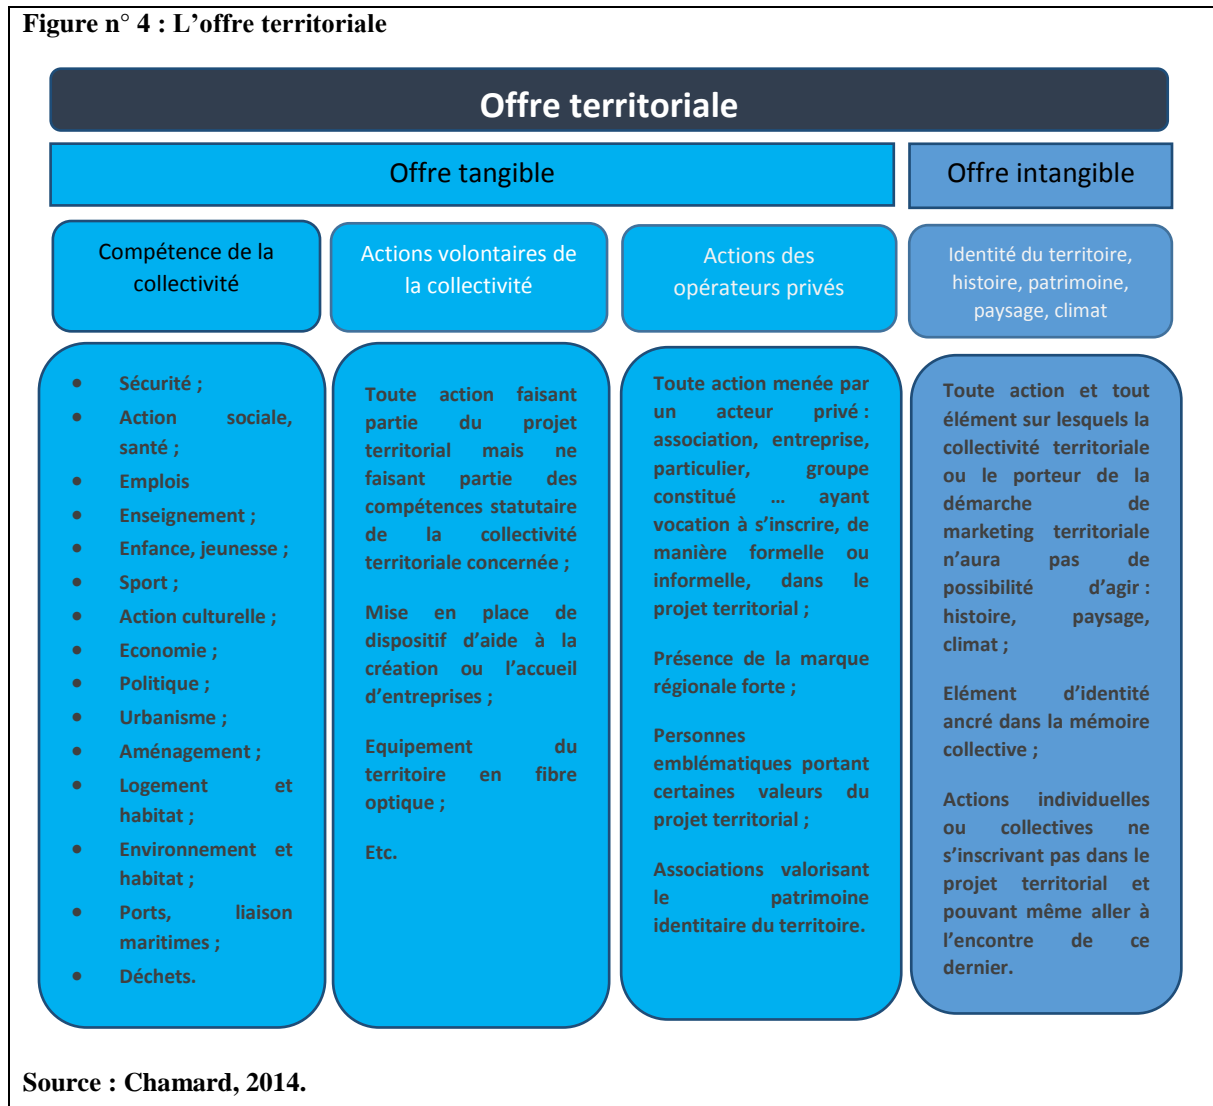 Figure n° 4 : L’offre territoriale
Offre territoriale
Offre tangible
Offre intangible
Compétence de la
collectivité
Actions volontaires de
la collectivité
Actions des
opérateurs privés
Identité du territoire,
histoire, patrimoine,
paysage, climat
• Sécurité ;
• Action sociale,
santé ;
• Emplois
• Enseignement ;
• Enfance, jeunesse ;
• Sport ;
• Action culturelle ;
• Economie ;
• Politique ;
• Urbanisme ;
• Aménagement ;
• Logement et
habitat ;
• Environnement et
habitat ;
• Ports, liaison
maritimes ;
• Déchets.
Toute action faisant
partie du projet
territorial mais ne
faisant partie des
compétences statutaire
de la collectivité
territoriale concernée ;
Mise en place de
dispositif d’aide à la
création ou l’accueil
d’entreprises ;
Equipement du
territoire en fibre
optique ;
Etc.
Toute action menée par
un acteur privé :
association, entreprise,
particulier, groupe
constitué … ayant
vocation à s’inscrire, de
manière formelle ou
informelle, dans le
projet territorial ;
Présence de la marque
régionale forte ;
Personnes
emblématiques portant
certaines valeurs du
projet territorial ;
Associations valorisant
le patrimoine
identitaire du territoire.
Toute action et tout
élément sur lesquels la
collectivité territoriale
ou le porteur de la
démarche de
marketing territoriale
n’aura pas de
possibilité d’agir :
histoire, paysage,
climat ;
Elément d’identité
ancré dans la mémoire
collective ;
Actions individuelles
ou collectives ne
s’inscrivant pas dans le
projet territorial et
pouvant même aller à
l’encontre de ce
dernier.
Source : Chamard, 2014.